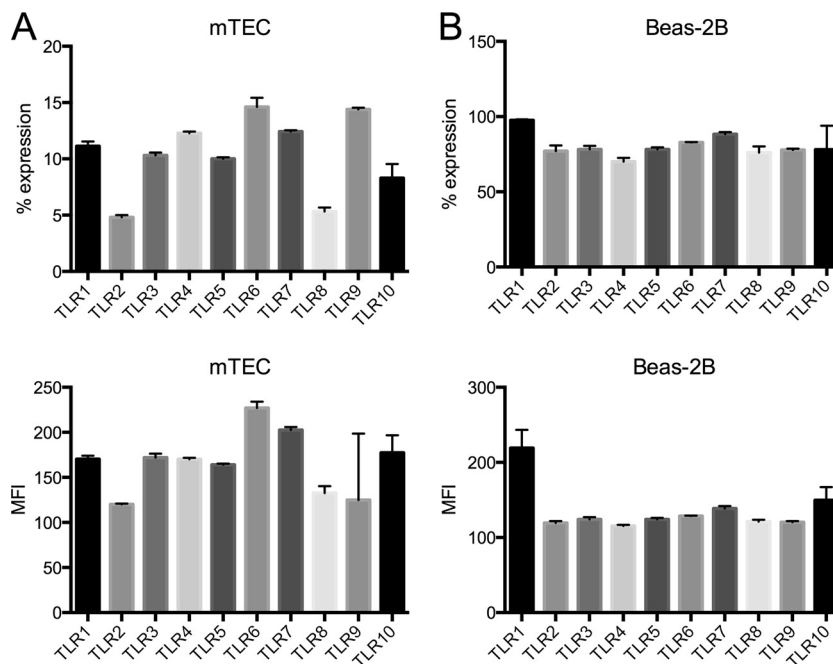 A
mTEC
% expression
20
15
10
5
0
TLR1
TLR2
TLR3
TLR4
TLR5
TLR6
TLR7
TLR8
TLR9
TLR10
B
Beas-2B
% expression
150
100
50
0
TLR1
TLR2
TLR3
TLR4
TLR5
TLR6
TLR7
TLR8
TLR9
TLR10
mTEC
MFI
250
200
150
100
50
0
TLR1
TLR2
TLR3
TLR4
TLR5
TLR6
TLR7
TLR8
TLR9
TLR10
Beas-2B
MFI
300
200
100
0
TLR1
TLR2
TLR3
TLR4
TLR5
TLR6
TLR7
TLR8
TLR9
TLR10